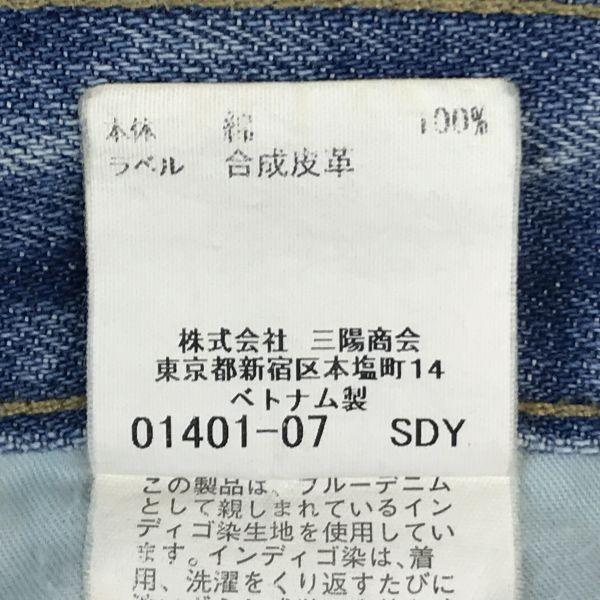 本体 綿 100%
ラベル 合成皮革
株式会社 三陽商会
東京都新宿区本塩町14
ベトナム製
01401-07 SDY
この製品は、ブルーデニム
として親しまれているイン
ディゴ染生地を使用してい
ます。インディゴ染は、着
用、洗濯をくり返すたびに